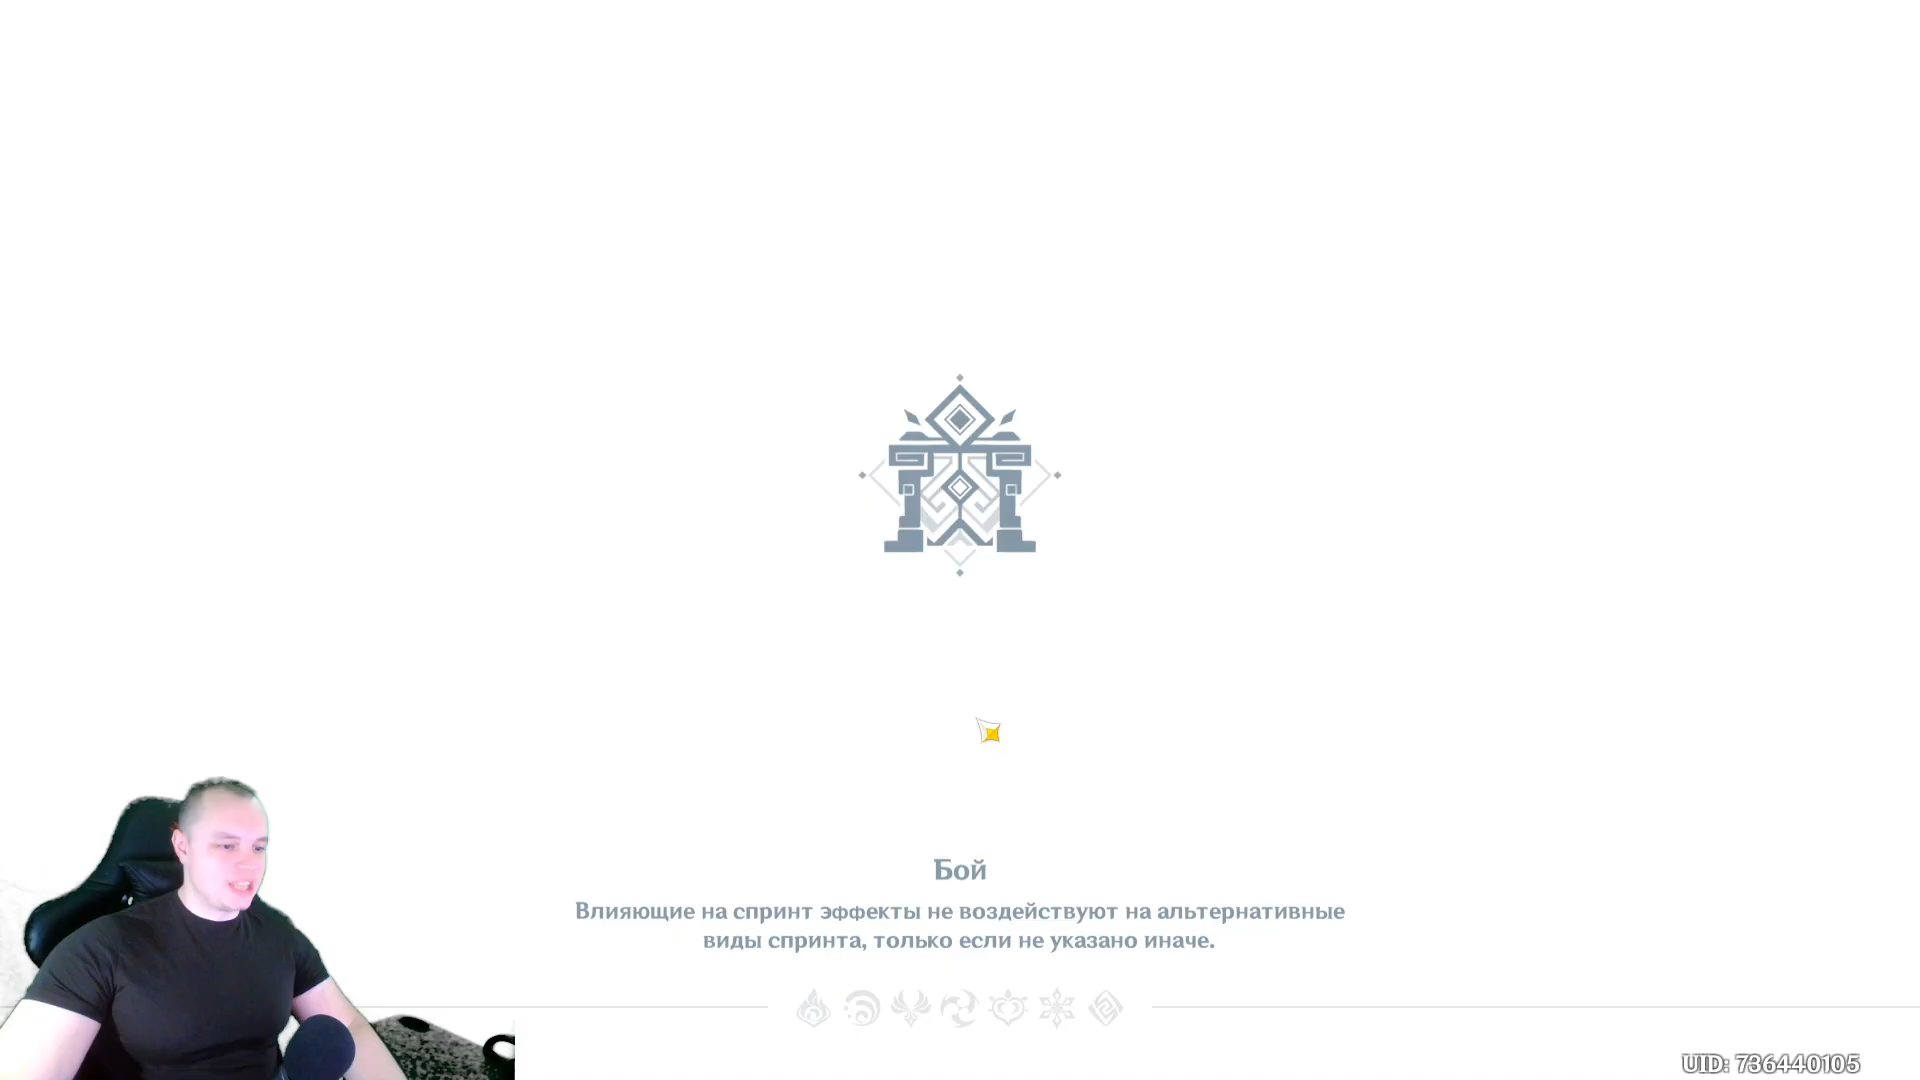 Бой
Влияющие на спринт эффекты не воздействуют на альтернативные
виды спринта, только если не указано иначе.
UID: 736440105